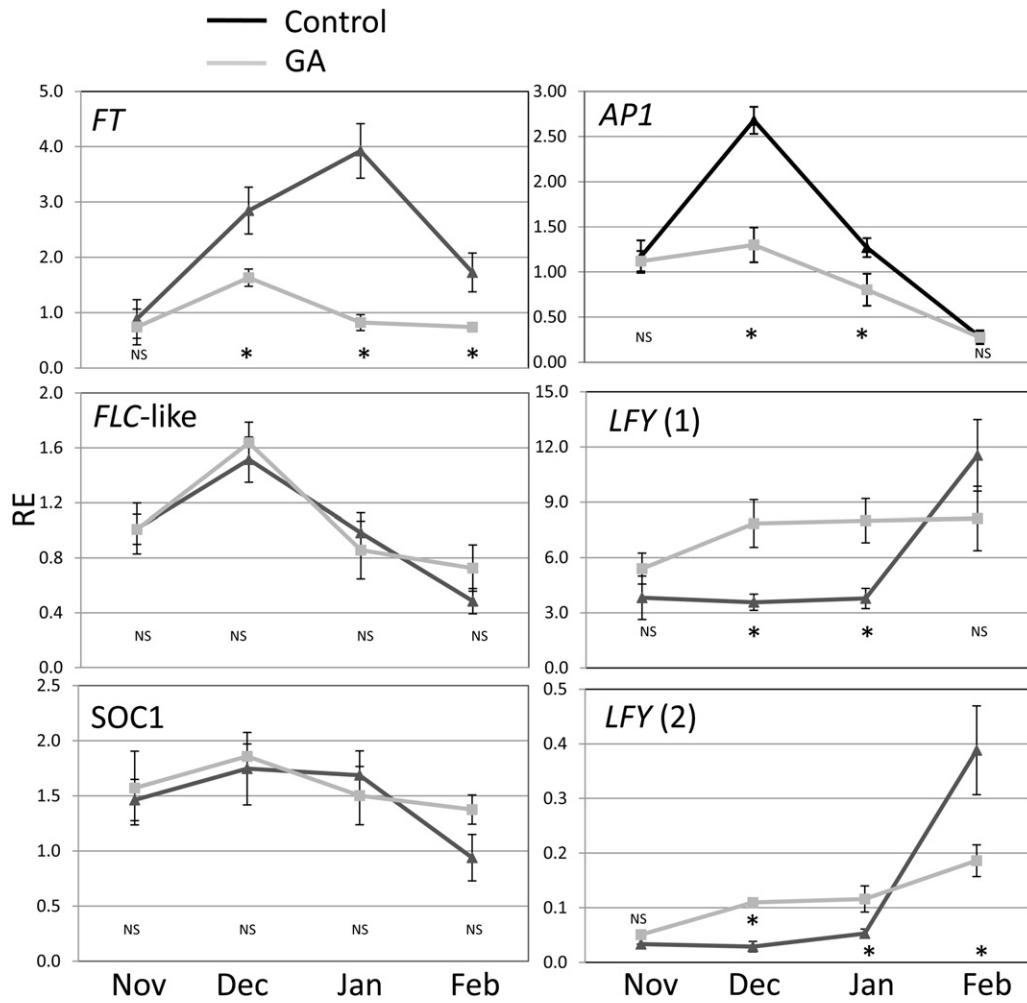 Control
GA
FT
5.0
4.0
3.0
2.0
1.0
0.0
NS * * *
AP1
3.00
2.50
2.00
1.50
1.00
0.50
0.00
NS * * NS
RE
FLC-like
2.0
1.6
1.2
0.8
0.4
0.0
NS NS NS NS
LFY (1)
15.0
12.0
9.0
6.0
3.0
0.0
NS * * NS
SOC1
2.5
2.0
1.5
1.0
0.5
0.0
NS NS NS NS
Nov Dec Jan Feb
LFY (2)
0.5
0.4
0.3
0.2
0.1
0.0
NS * * *
Nov Dec Jan Feb